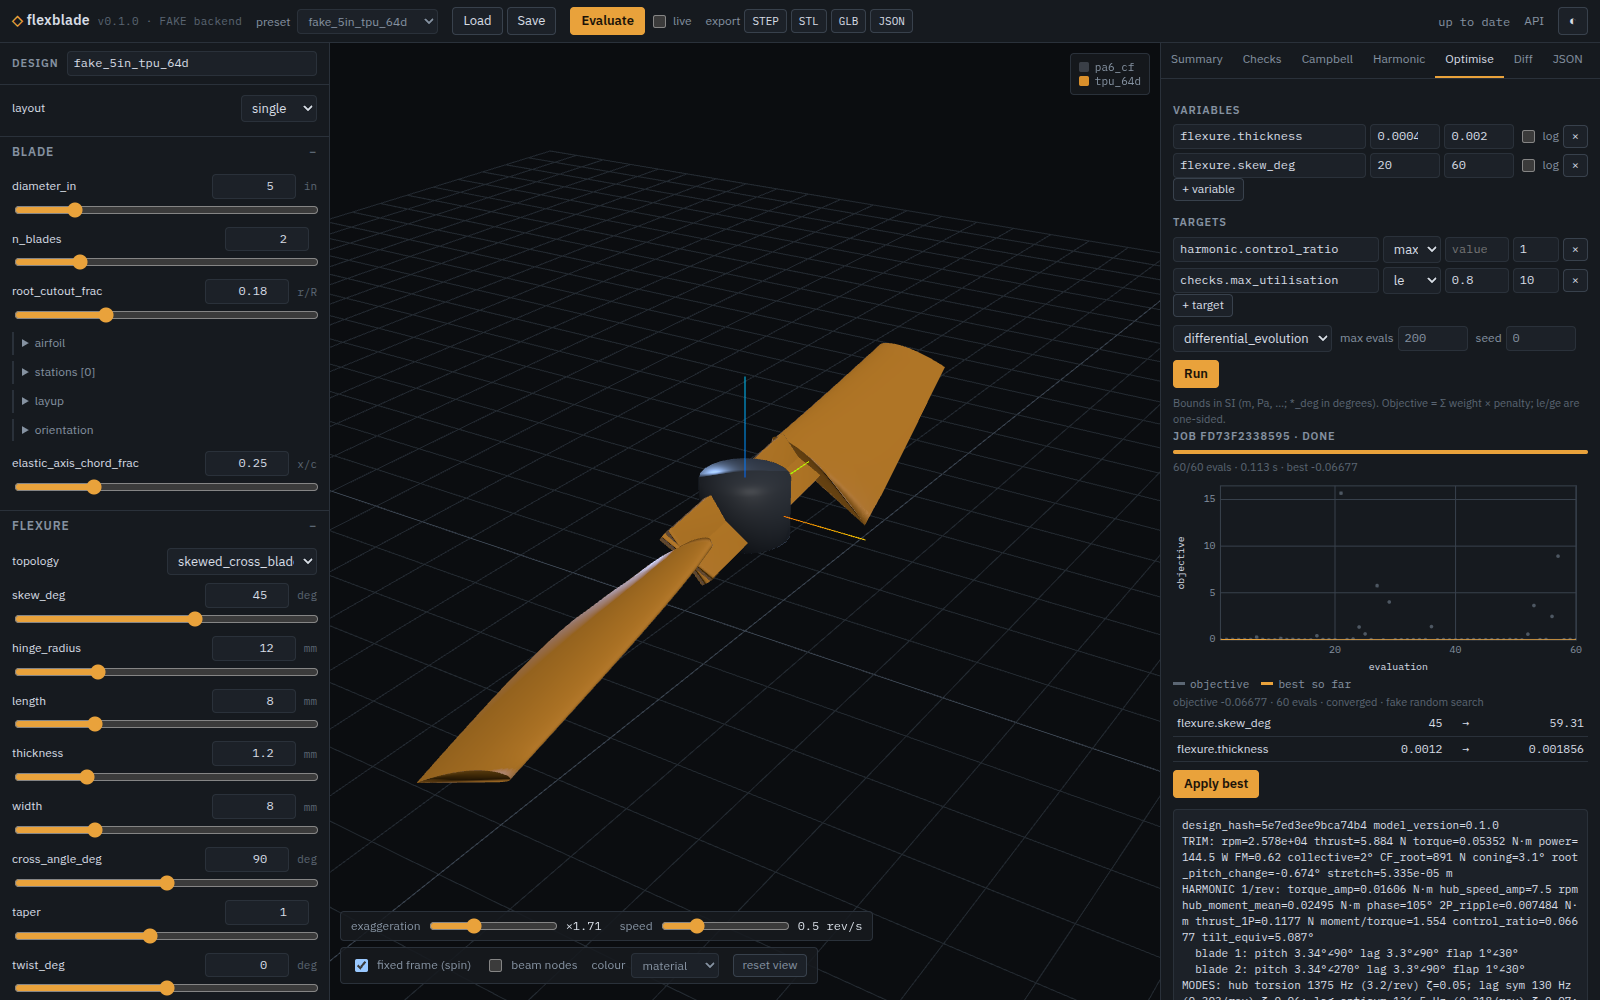 ◇ flexblade v0.1.0 · FAKE backend preset fake_5in_tpu_64d Load Save Evaluate live export STEP STL GLB JSON up to date API
DESIGN fake_5in_tpu_64d
layout single
BLADE −
diameter_in 5 in
n_blades 2
root_cutout_frac 0.18 r/R
▶ airfoil
▶ stations [0]
▶ layup
▶ orientation
elastic_axis_chord_frac 0.25 x/c
FLEXURE −
topology skewed_cross_blad
skew_deg 45 deg
hinge_radius 12 mm
length 8 mm
thickness 1.2 mm
width 8 mm
cross_angle_deg 90 deg
taper 1
twist_deg 0 deg
pa6_cf
tpu_64d
exaggeration ×1.71 speed 0.5 rev/s
fixed frame (spin) beam nodes colour material reset view
Summary Checks Campbell Harmonic Optimise Diff JSON
VARIABLES
flexure.thickness 0.0004 0.002 log ×
flexure.skew_deg 20 60 log ×
+ variable
TARGETS
harmonic.control_ratio max value 1 ×
checks.max_utilisation le 0.8 10 ×
+ target
differential_evolution max evals 200 seed 0
Run
Bounds in SI (m, Pa, …; *_deg in degrees). Objective = Σ weight × penalty; le/ge are
one-sided.
JOB FD73F2338595 · DONE
60/60 evals · 0.113 s · best -0.06677
15
10
5
0
objective
20 40 60
evaluation
objective best so far
objective -0.06677 · 60 evals · converged · fake random search
flexure.skew_deg 45 → 59.31
flexure.thickness 0.0012 → 0.001856
Apply best
design_hash=5e7ed3ee9bca74b4 model_version=0.1.0
TRIM: rpm=2.578e+04 thrust=5.884 N torque=0.05352 N·m power=
144.5 W FM=0.62 collective=2° CF_root=891 N coning=3.1° root
_pitch_change=-0.674° stretch=5.335e-05 m
HARMONIC 1/rev: torque_amp=0.01606 N·m hub_speed_amp=7.5 rpm
hub_moment_mean=0.02495 N·m phase=105° 2P_ripple=0.007484 N·
m thrust_1P=0.1177 N moment/torque=1.554 control_ratio=0.066
77 tilt_equiv=5.087°
blade 1: pitch 3.34°∠90° lag 3.3°∠90° flap 1°∠30°
blade 2: pitch 3.34°∠270° lag 3.3°∠90° flap 1°∠30°
MODES: hub torsion 1375 Hz (3.2/rev) ζ=0.05; lag sym 130 Hz